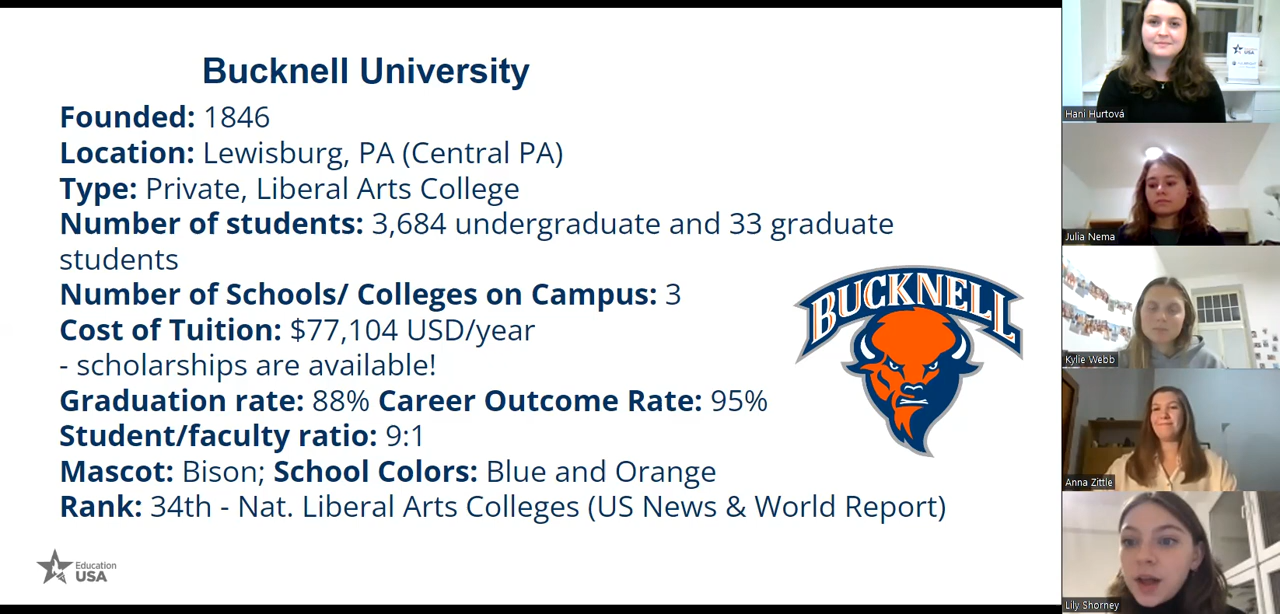 Bucknell University
Founded: 1846
Location: Lewisburg, PA (Central PA)
Type: Private, Liberal Arts College
Number of students: 3,684 undergraduate and 33 graduate
students
Number of Schools/ Colleges on Campus: 3
Cost of Tuition: $77,104 USD/year
- scholarships are available!
Graduation rate: 88% Career Outcome Rate: 95%
Student/faculty ratio: 9:1
Mascot: Bison; School Colors: Blue and Orange
Rank: 34th - Nat. Liberal Arts Colleges (US News & World Report)
BUCKNELL
Education
USA
USA
Hani Hurtová
Julia Nema
Kylie Webb
Anna Zittle
Lily Shorney